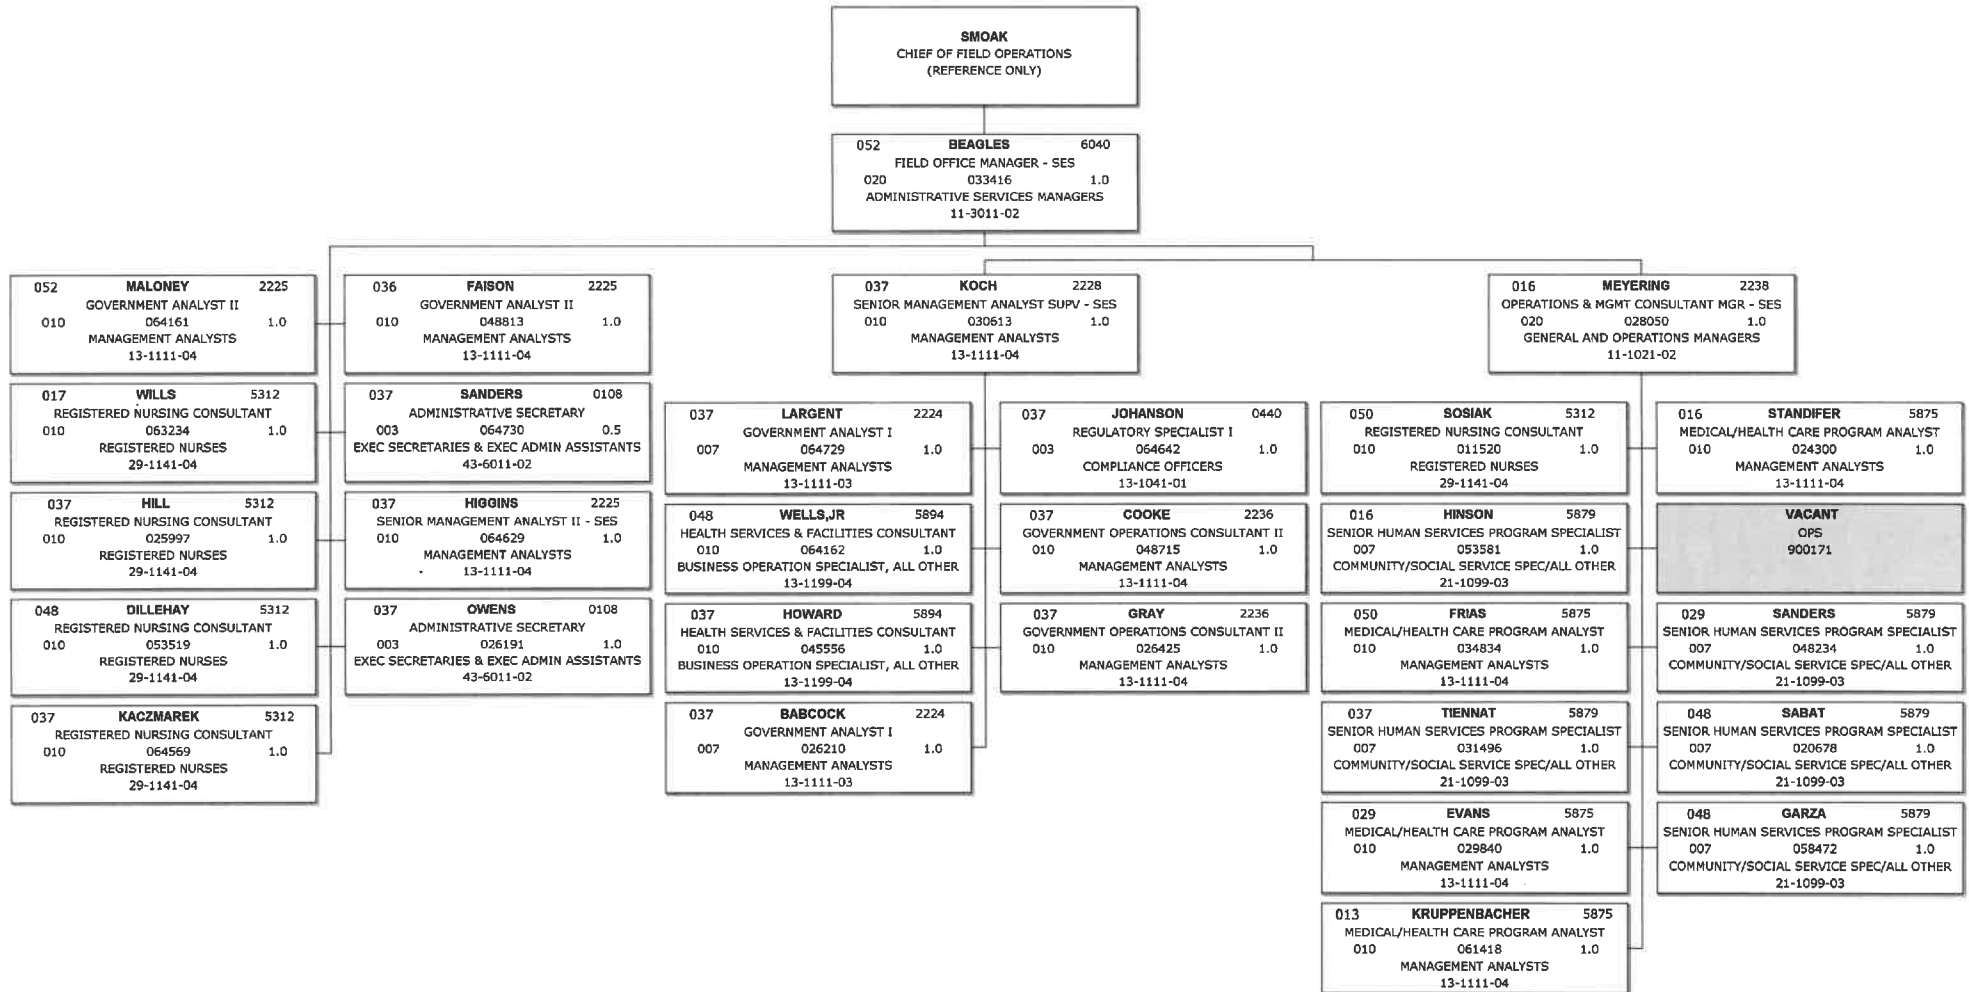 SMOAK
CHIEF OF FIELD OPERATIONS
(REFERENCE ONLY)
052 BEAGLES 6040
FIELD OFFICE MANAGER - SES
020 033416 1.0
ADMINISTRATIVE SERVICES MANAGERS
11-3011-02
052 MALONEY 2225
GOVERNMENT ANALYST II
010 064161 1.0
MANAGEMENT ANALYSTS
13-1111-04
036 FAISON 2225
GOVERNMENT ANALYST II
010 048813 1.0
MANAGEMENT ANALYSTS
13-1111-04
017 WILLS 5312
REGISTERED NURSING CONSULTANT
010 063234 1.0
REGISTERED NURSES
29-1141-04
037 SANDERS 0108
ADMINISTRATIVE SECRETARY
003 064730 0.5
EXEC SECRETARIES & EXEC ADMIN ASSISTANTS
43-6011-02
037 HILL 5312
REGISTERED NURSING CONSULTANT
010 025997 1.0
REGISTERED NURSES
29-1141-04
037 HIGGINS 2225
SENIOR MANAGEMENT ANALYST II - SES
010 064629 1.0
MANAGEMENT ANALYSTS
13-1111-04
048 DILLEHAY 5312
REGISTERED NURSING CONSULTANT
010 053519 1.0
REGISTERED NURSES
29-1141-04
037 OWENS 0108
ADMINISTRATIVE SECRETARY
003 026191 1.0
EXEC SECRETARIES & EXEC ADMIN ASSISTANTS
43-6011-02
037 KACZMAREK 5312
REGISTERED NURSING CONSULTANT
010 064569 1.0
REGISTERED NURSES
29-1141-04
037 KOCH 2228
SENIOR MANAGEMENT ANALYST SUPV - SES
010 030613 1.0
MANAGEMENT ANALYSTS
13-1111-04
037 LARGENT 2224
GOVERNMENT ANALYST I
007 064729 1.0
MANAGEMENT ANALYSTS
13-1111-03
037 JOHANSON 0440
REGULATORY SPECIALIST I
003 064642 1.0
COMPLIANCE OFFICERS
13-1041-01
048 WELLS,JR 5894
HEALTH SERVICES & FACILITIES CONSULTANT
010 064162 1.0
BUSINESS OPERATION SPECIALIST, ALL OTHER
13-1199-04
037 COOKE 2236
GOVERNMENT OPERATIONS CONSULTANT II
010 048715 1.0
MANAGEMENT ANALYSTS
13-1111-04
037 HOWARD 5894
HEALTH SERVICES & FACILITIES CONSULTANT
010 045556 1.0
BUSINESS OPERATION SPECIALIST, ALL OTHER
13-1199-04
037 GRAY 2236
GOVERNMENT OPERATIONS CONSULTANT II
010 026425 1.0
MANAGEMENT ANALYSTS
13-1111-04
037 BABCOCK 2224
GOVERNMENT ANALYST I
007 026210 1.0
MANAGEMENT ANALYSTS
13-1111-03
016 MEYERING 2238
OPERATIONS & MGMT CONSULTANT MGR - SES
020 028050 1.0
GENERAL AND OPERATIONS MANAGERS
11-1021-02
050 SOSIAK 5312
REGISTERED NURSING CONSULTANT
010 011520 1.0
REGISTERED NURSES
29-1141-04
016 STANDIFER 5875
MEDICAL/HEALTH CARE PROGRAM ANALYST
010 024300 1.0
MANAGEMENT ANALYSTS
13-1111-04
016 HINSON 5879
SENIOR HUMAN SERVICES PROGRAM SPECIALIST
007 053581 1.0
COMMUNITY/SOCIAL SERVICE SPEC/ALL OTHER
21-1099-03
VACANT
OPS
900171
050 FRIAS 5875
MEDICAL/HEALTH CARE PROGRAM ANALYST
010 034834 1.0
MANAGEMENT ANALYSTS
13-1111-04
029 SANDERS 5879
SENIOR HUMAN SERVICES PROGRAM SPECIALIST
007 048234 1.0
COMMUNITY/SOCIAL SERVICE SPEC/ALL OTHER
21-1099-03
037 TIENNAT 5879
SENIOR HUMAN SERVICES PROGRAM SPECIALIST
007 031496 1.0
COMMUNITY/SOCIAL SERVICE SPEC/ALL OTHER
21-1099-03
048 SABAT 5879
SENIOR HUMAN SERVICES PROGRAM SPECIALIST
007 020678 1.0
COMMUNITY/SOCIAL SERVICE SPEC/ALL OTHER
21-1099-03
029 EVANS 5875
MEDICAL/HEALTH CARE PROGRAM ANALYST
010 029840 1.0
MANAGEMENT ANALYSTS
13-1111-04
048 GARZA 5879
SENIOR HUMAN SERVICES PROGRAM SPECIALIST
007 058472 1.0
COMMUNITY/SOCIAL SERVICE SPEC/ALL OTHER
21-1099-03
013 KRUPPENBACHER 5875
MEDICAL/HEALTH CARE PROGRAM ANALYST
010 061418 1.0
MANAGEMENT ANALYSTS
13-1111-04